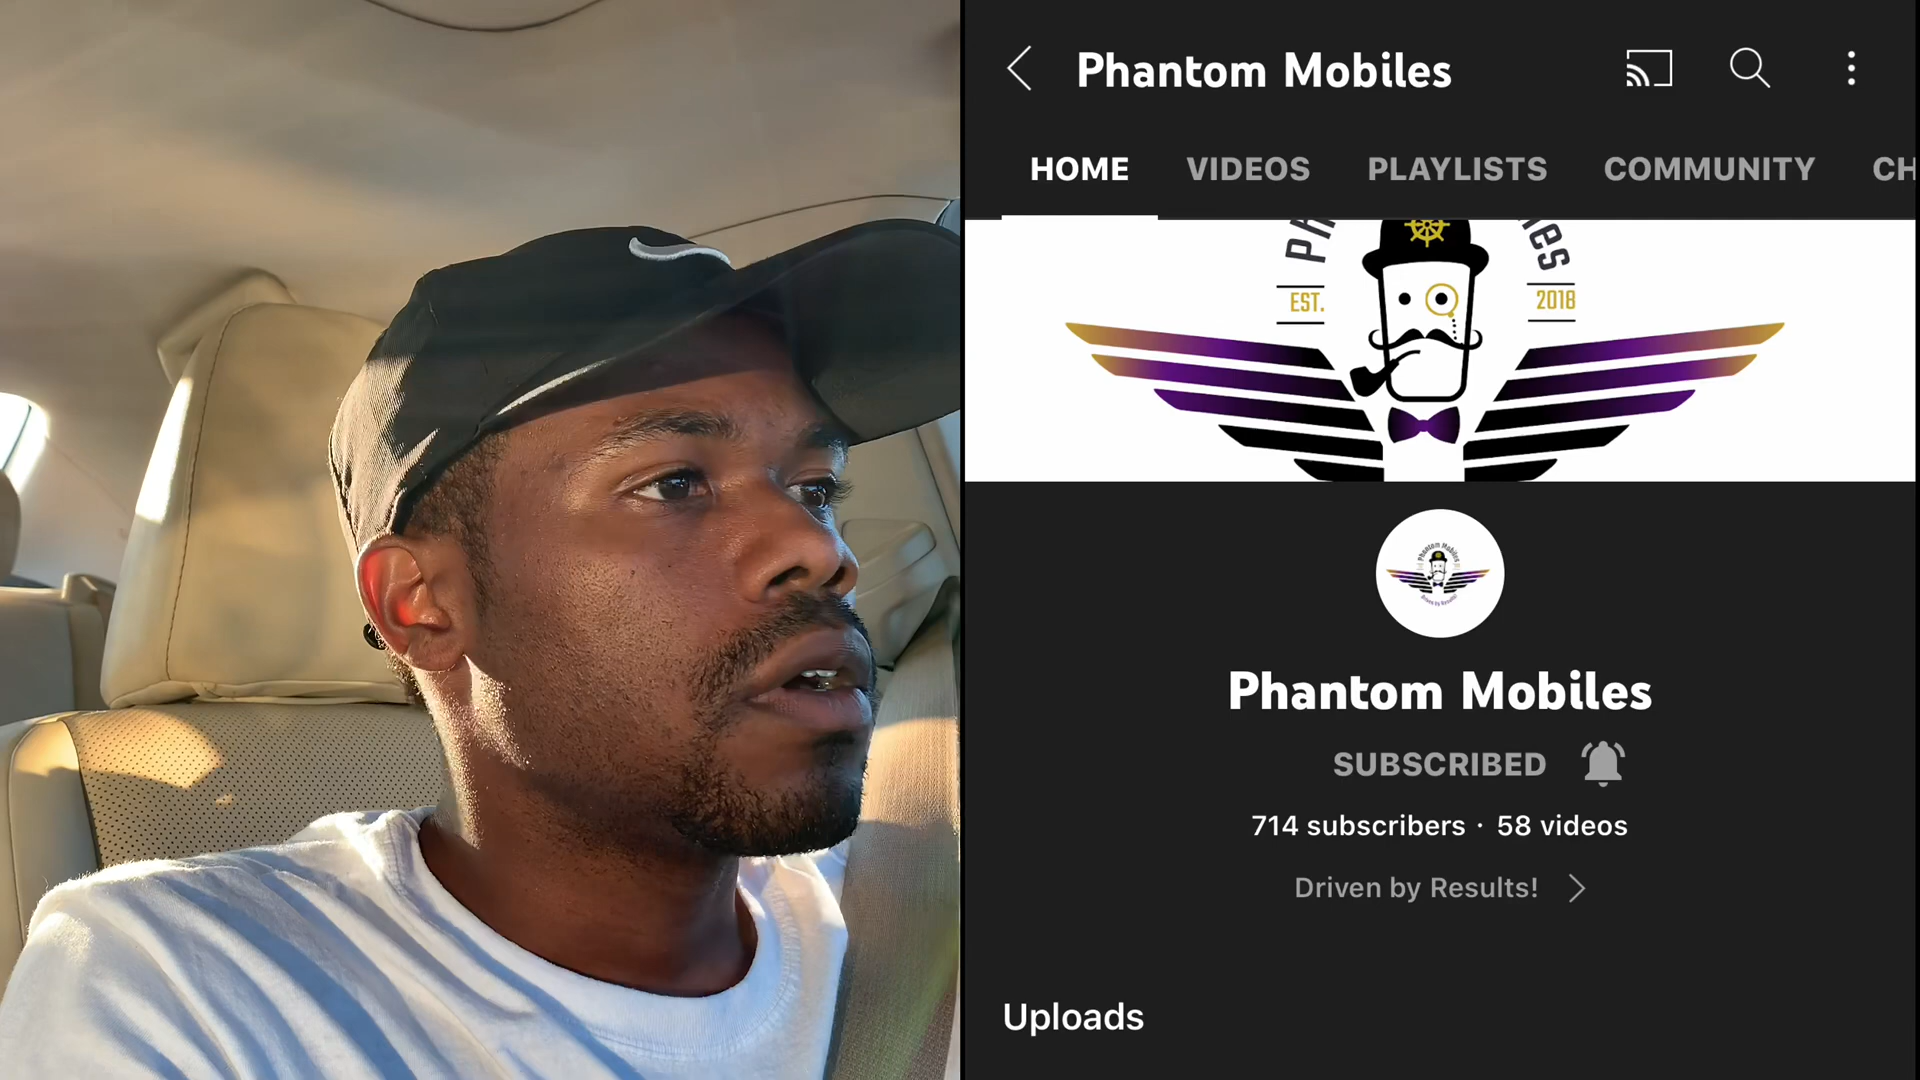 Phantom Mobiles
HOME VIDEOS PLAYLISTS COMMUNITY CH
EST. 2018
Phantom Mobiles
SUBSCRIBED
714 subscribers · 58 videos
Driven by Results!
Uploads